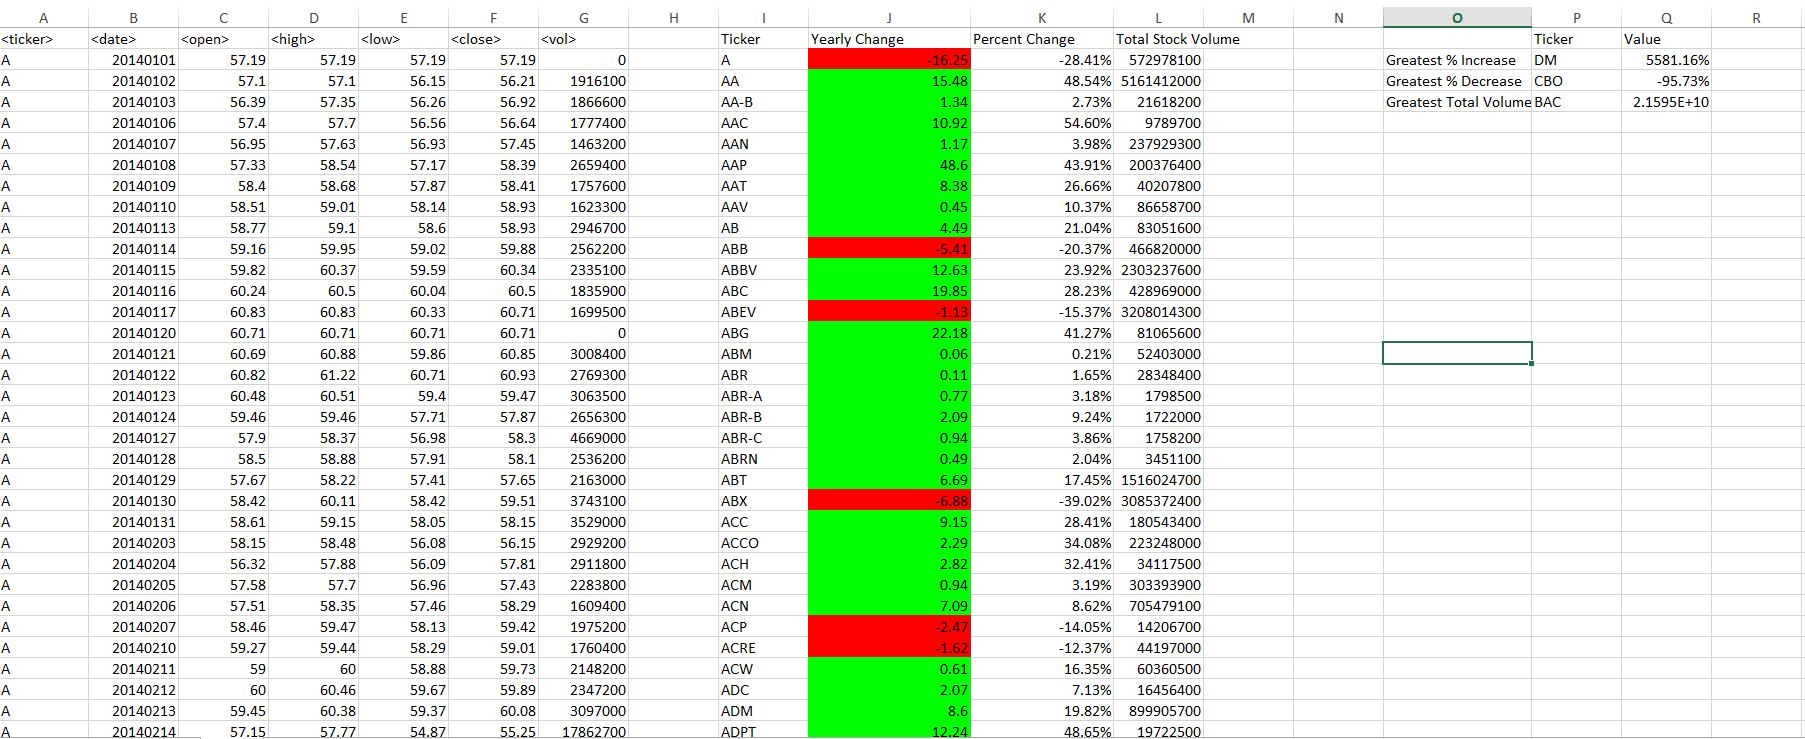 A B C D E F G H I J K L M N O P Q R
<ticker> <date> <open> <high> <low> <close> <vol> Ticker Yearly Change Percent Change Total Stock Volume Ticker Value
A 20140101 57.19 57.19 57.19 57.19 0 A -16.25 -28.41% 572978100 Greatest % Increase DM 5581.16%
A 20140102 57.1 57.1 56.15 56.21 1916100 AA 15.48 48.54% 5161412000 Greatest % Decrease CBO -95.73%
A 20140103 56.39 57.35 56.26 56.92 1866600 AA-B 1.34 2.73% 21618200 Greatest Total Volume BAC 2.1595E+10
A 20140106 57.4 57.7 56.56 56.64 1777400 AAC 10.92 54.60% 9789700
A 20140107 56.95 57.63 56.93 57.45 1463200 AAN 1.17 3.98% 237929300
A 20140108 57.33 58.54 57.17 58.39 2659400 AAP 48.6 43.91% 200376400
A 20140109 58.4 58.68 57.87 58.41 1757600 AAT 8.38 26.66% 40207800
A 20140110 58.51 59.01 58.14 58.93 1623300 AAV 0.45 10.37% 86658700
A 20140113 58.77 59.1 58.6 58.93 2946700 AB 4.49 21.04% 83051600
A 20140114 59.16 59.95 59.02 59.88 2562200 ABB -5.41 -20.37% 466820000
A 20140115 59.82 60.37 59.59 60.34 2335100 ABBV 12.63 23.92% 2303237600
A 20140116 60.24 60.5 60.04 60.5 1835900 ABC 19.85 28.23% 428969000
A 20140117 60.83 60.83 60.33 60.71 1699500 ABEV -1.13 -15.37% 3208014300
A 20140120 60.71 60.71 60.71 60.71 0 ABG 22.18 41.27% 81065600
A 20140121 60.69 60.88 59.86 60.85 3008400 ABM 0.06 0.21% 52403000
A 20140122 60.82 61.22 60.71 60.93 2769300 ABR 0.11 1.65% 28348400
A 20140123 60.48 60.51 59.4 59.47 3063500 ABR-A 0.77 3.18% 1798500
A 20140124 59.46 59.46 57.71 57.87 2656300 ABR-B 2.09 9.24% 1722000
A 20140127 57.9 58.37 56.98 58.3 4669000 ABR-C 0.94 3.86% 1758200
A 20140128 58.5 58.88 57.91 58.1 2536200 ABRN 0.49 2.04% 3451100
A 20140129 57.67 58.22 57.41 57.65 2163000 ABT 6.69 17.45% 1516024700
A 20140130 58.42 60.11 58.42 59.51 3743100 ABX -6.88 -39.02% 3085372400
A 20140131 58.61 59.15 58.05 58.15 3529000 ACC 9.15 28.41% 180543400
A 20140203 58.15 58.48 56.08 56.15 2929200 ACCO 2.29 34.08% 223248000
A 20140204 56.32 57.88 56.09 57.81 2911800 ACH 2.82 32.41% 34117500
A 20140205 57.58 57.7 56.96 57.43 2283800 ACM 0.94 3.19% 303393900
A 20140206 57.51 58.35 57.46 58.29 1609400 ACN 7.09 8.62% 705479100
A 20140207 58.46 59.47 58.13 59.42 1975200 ACP -2.47 -14.05% 14206700
A 20140210 59.27 59.44 58.29 59.01 1760400 ACRE -1.62 -12.37% 44197000
A 20140211 59 60 58.88 59.73 2148200 ACW 0.61 16.35% 60360500
A 20140212 60 60.46 59.67 59.89 2347200 ADC 2.07 7.13% 16456400
A 20140213 59.45 60.38 59.37 60.08 3097000 ADM 8.6 19.82% 899905700
A 20140214 57.15 57.77 54.87 55.25 17862700 ADPT 12.24 48.65% 19722500